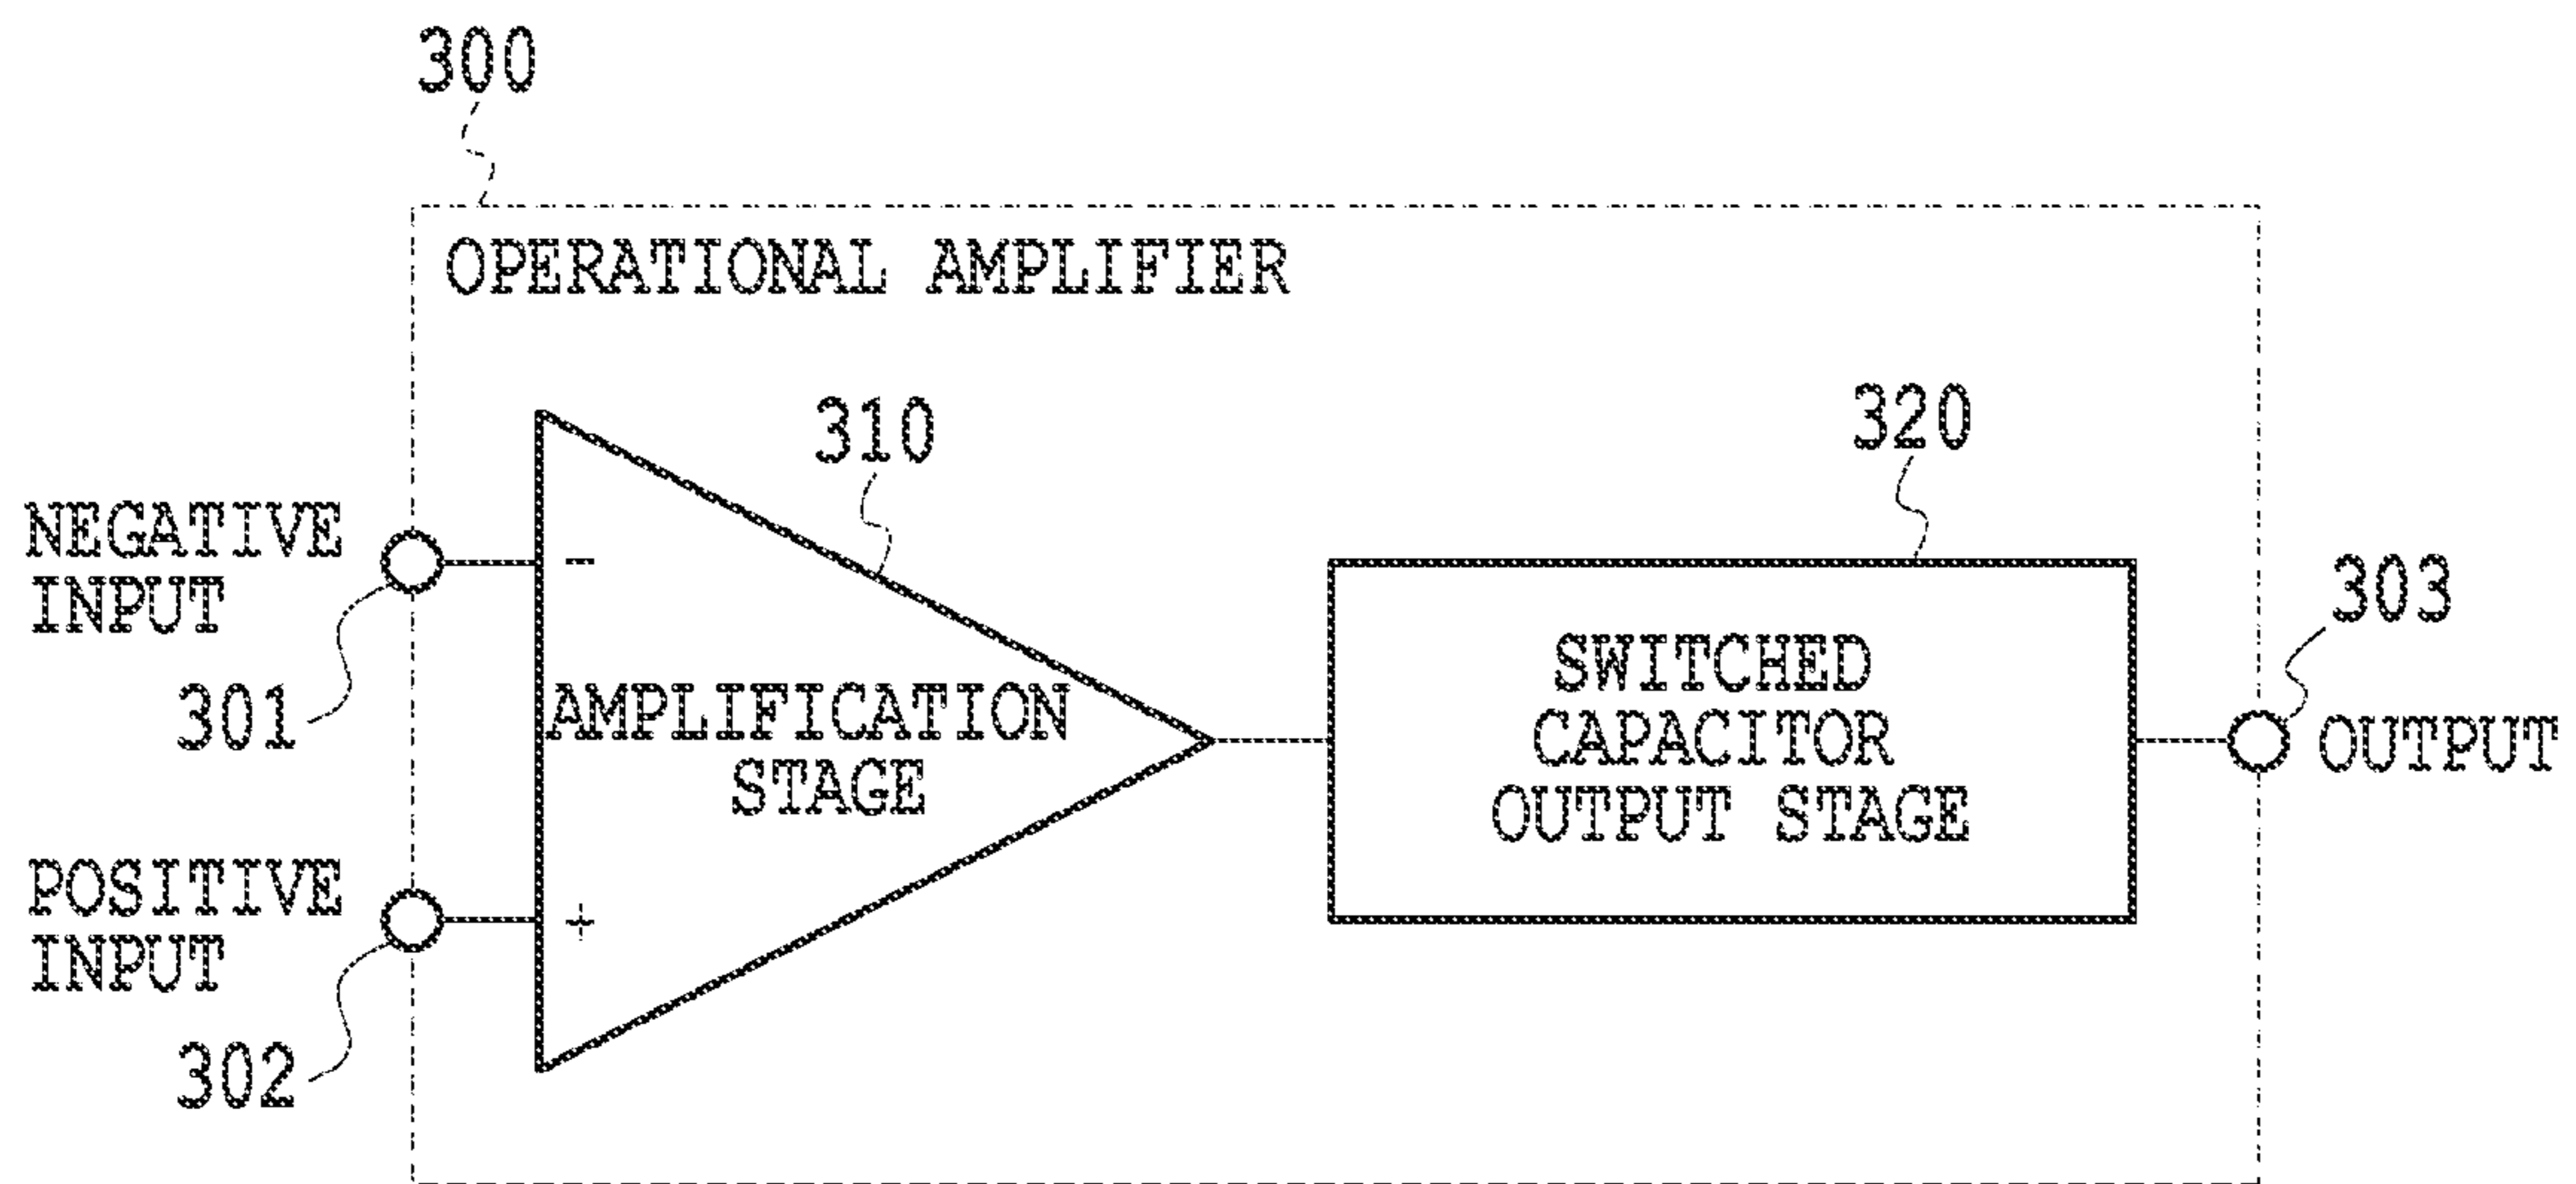 300
OPERATIONAL AMPLIFIER
310
320
NEGATIVE
INPUT
-
303
301
AMPLIFICATION
STAGE
SWITCHED
CAPACITOR
OUTPUT STAGE
OUTPUT
POSITIVE
INPUT
+
302